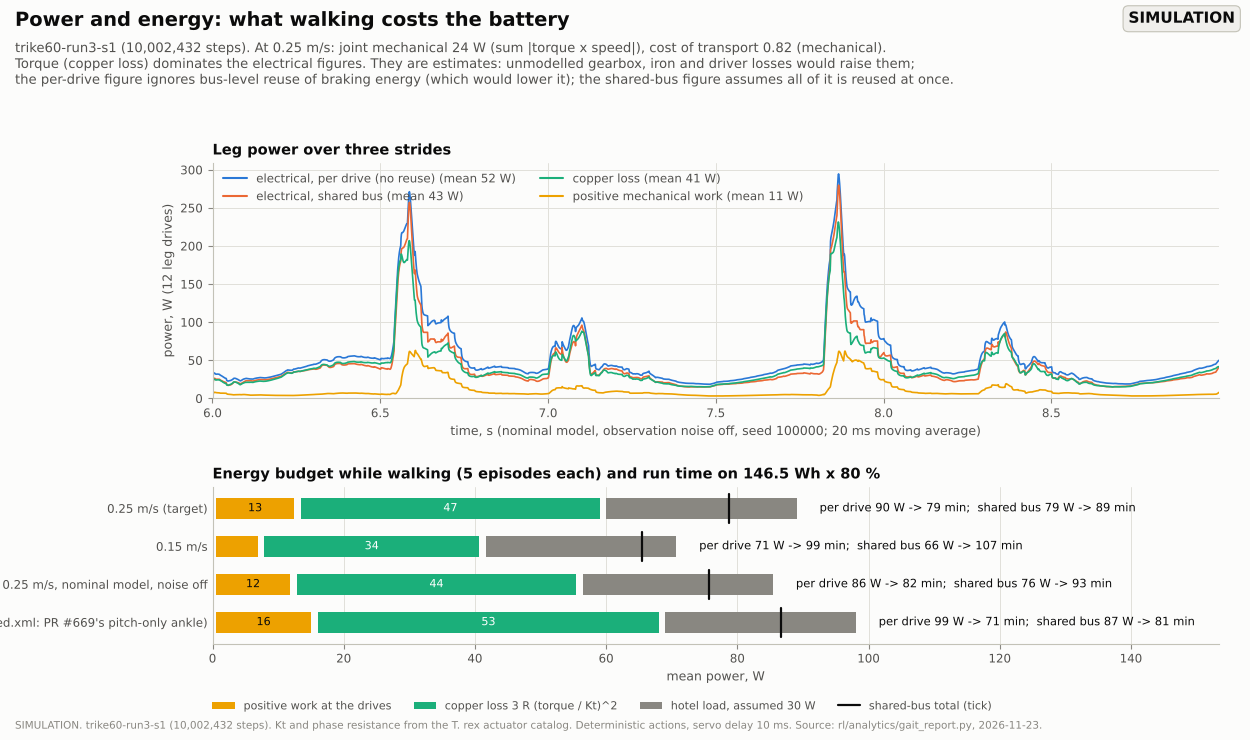 Power and energy: what walking costs the battery
SIMULATION
trike60-run3-s1 (10,002,432 steps). At 0.25 m/s: joint mechanical 24 W (sum |torque x speed|), cost of transport 0.82 (mechanical).
Torque (copper loss) dominates the electrical figures. They are estimates: unmodelled gearbox, iron and driver losses would raise them;
the per-drive figure ignores bus-level reuse of braking energy (which would lower it); the shared-bus figure assumes all of it is reused at once.
Leg power over three strides
electrical, per drive (no reuse) (mean 52 W)
electrical, shared bus (mean 43 W)
copper loss (mean 41 W)
positive mechanical work (mean 11 W)
power, W (12 leg drives)
300
250
200
150
100
50
0
6.0 6.5 7.0 7.5 8.0 8.5
time, s (nominal model, observation noise off, seed 100000; 20 ms moving average)
Energy budget while walking (5 episodes each) and run time on 146.5 Wh x 80 %
0.25 m/s (target) 13 47 per drive 90 W -> 79 min; shared bus 79 W -> 89 min
0.15 m/s 34 per drive 71 W -> 99 min; shared bus 66 W -> 107 min
0.25 m/s, nominal model, noise off 12 44 per drive 86 W -> 82 min; shared bus 76 W -> 93 min
ed.xml: PR #669's pitch-only ankle) 16 53 per drive 99 W -> 71 min; shared bus 87 W -> 81 min
0 20 40 60 80 100 120 140
mean power, W
positive work at the drives
copper loss 3 R (torque / Kt)^2
hotel load, assumed 30 W
shared-bus total (tick)
SIMULATION. trike60-run3-s1 (10,002,432 steps). Kt and phase resistance from the T. rex actuator catalog. Deterministic actions, servo delay 10 ms. Source: rl/analytics/gait_report.py, 2026-11-23.